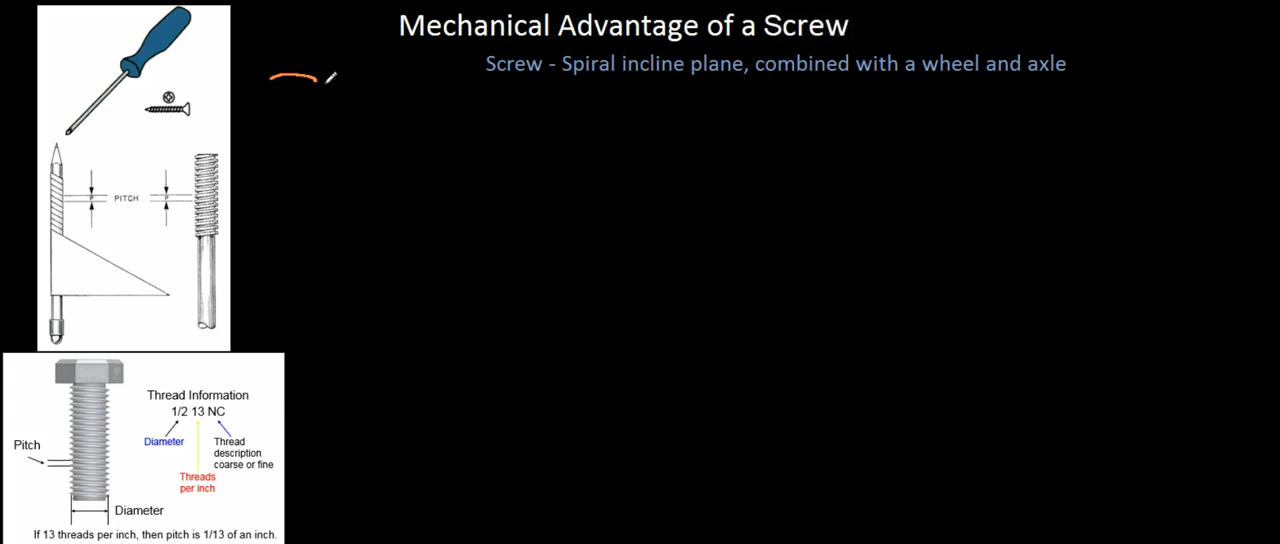 Mechanical Advantage of a Screw
Screw - Spiral incline plane, combined with a wheel and axle
PITCH
Thread Information
1/2 13 NC
Diameter
Thread
description
coarse or fine
Pitch
Threads
per inch
Diameter
If 13 threads per inch, then pitch is 1/13 of an inch.